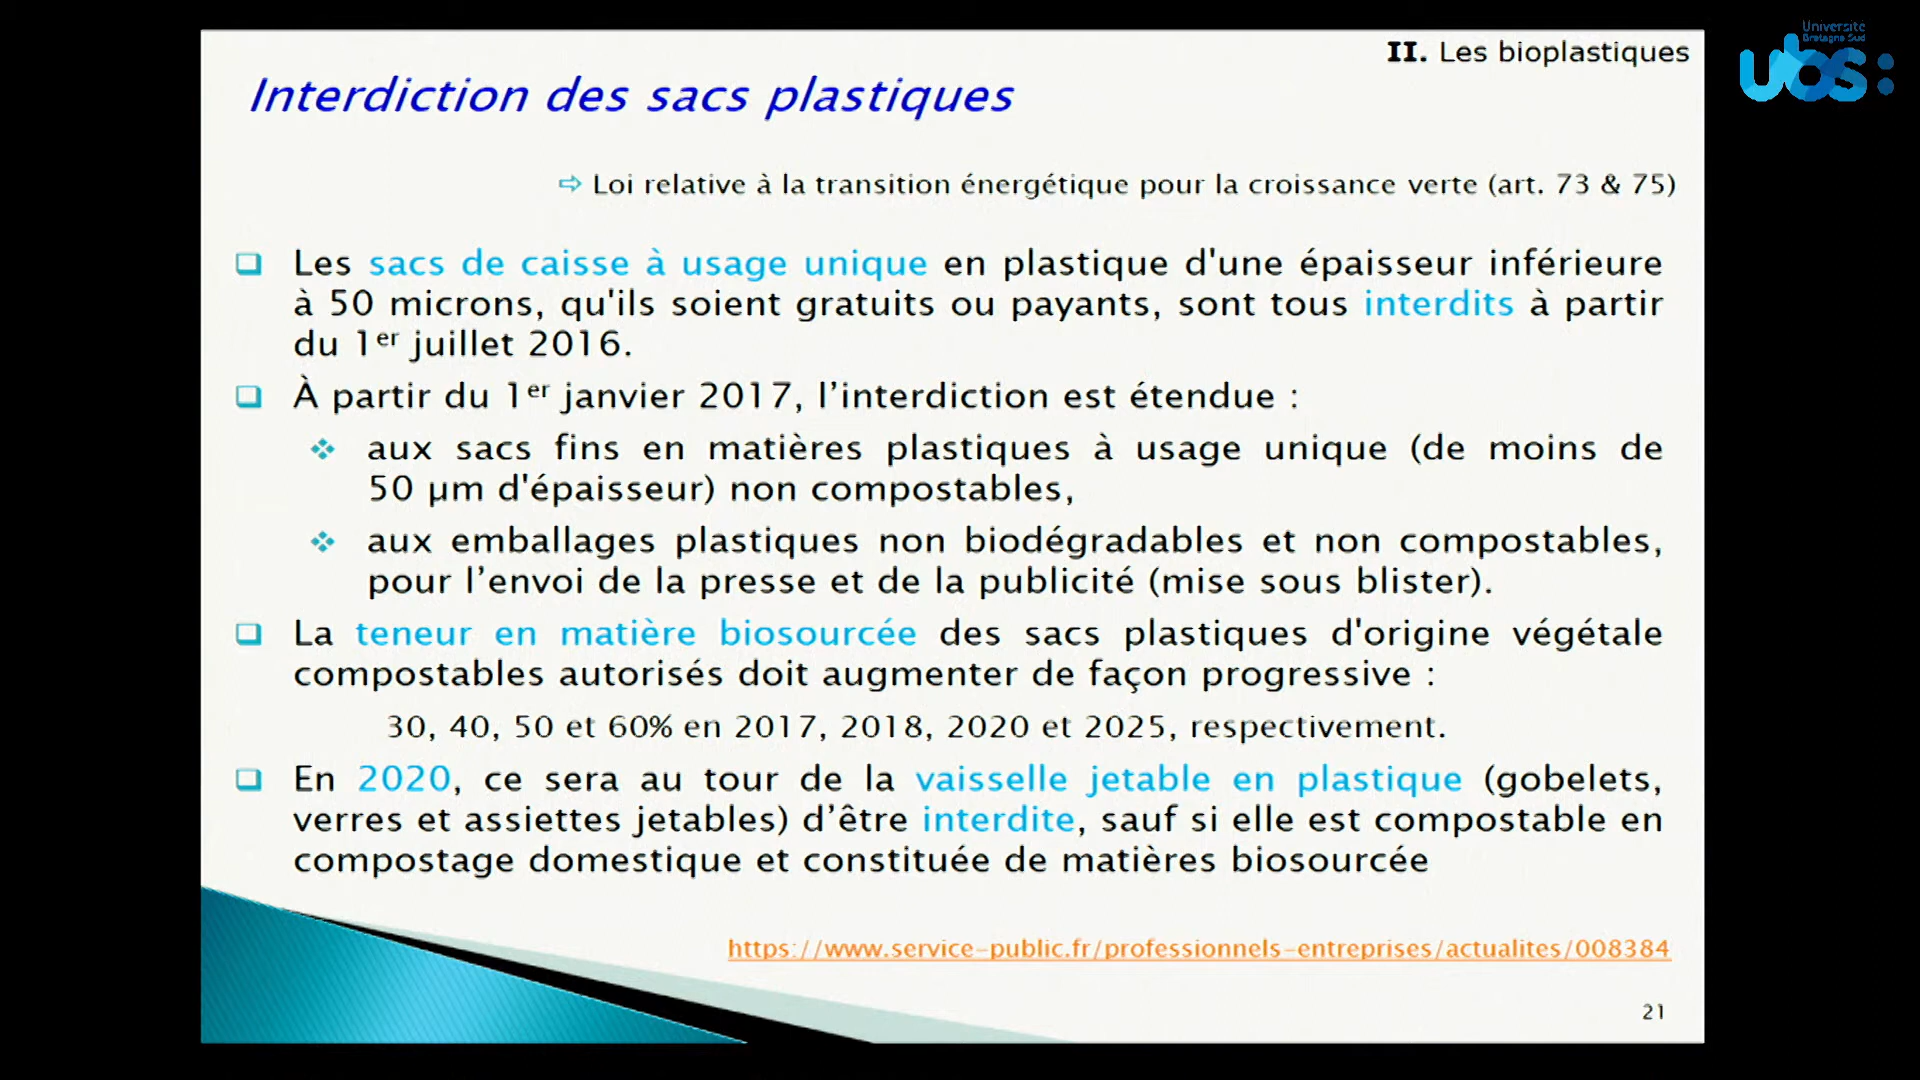 Université
Bretagne Sud
ubs:
II. Les bioplastiques
Interdiction des sacs plastiques
⇨ Loi relative à la transition énergétique pour la croissance verte (art. 73 & 75)
❑ Les sacs de caisse à usage unique en plastique d'une épaisseur inférieure
à 50 microns, qu'ils soient gratuits ou payants, sont tous interdits à partir
du 1er juillet 2016.
❑ À partir du 1er janvier 2017, l’interdiction est étendue :
❖ aux sacs fins en matières plastiques à usage unique (de moins de
50 µm d'épaisseur) non compostables,
❖ aux emballages plastiques non biodégradables et non compostables,
pour l’envoi de la presse et de la publicité (mise sous blister).
❑ La teneur en matière biosourcée des sacs plastiques d'origine végétale
compostables autorisés doit augmenter de façon progressive :
30, 40, 50 et 60% en 2017, 2018, 2020 et 2025, respectivement.
❑ En 2020, ce sera au tour de la vaisselle jetable en plastique (gobelets,
verres et assiettes jetables) d’être interdite, sauf si elle est compostable en
compostage domestique et constituée de matières biosourcée
https://www.service-public.fr/professionnels-entreprises/actualites/008384
21